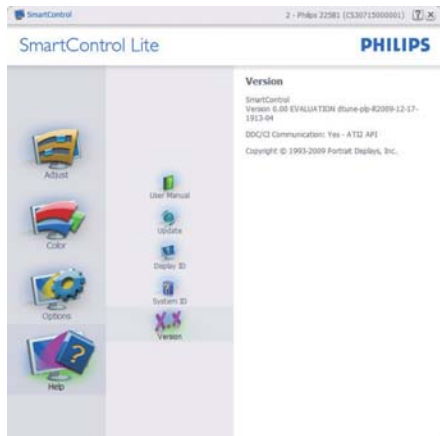 SmartControl
2 - Philips 225B1 (CS30715000001)
SmartControl Lite
PHILIPS
Adjust
Color
Options
Help
User Manual
Update
Display ID
System ID
Version
Version
SmartControl
Version 6.00 EVALUATION dtune-plp-R2009-12-17-
1913-04
DDC/CI Communication: Yes - ATI2 API
Copyright © 1993-2009 Portrait Displays, Inc.